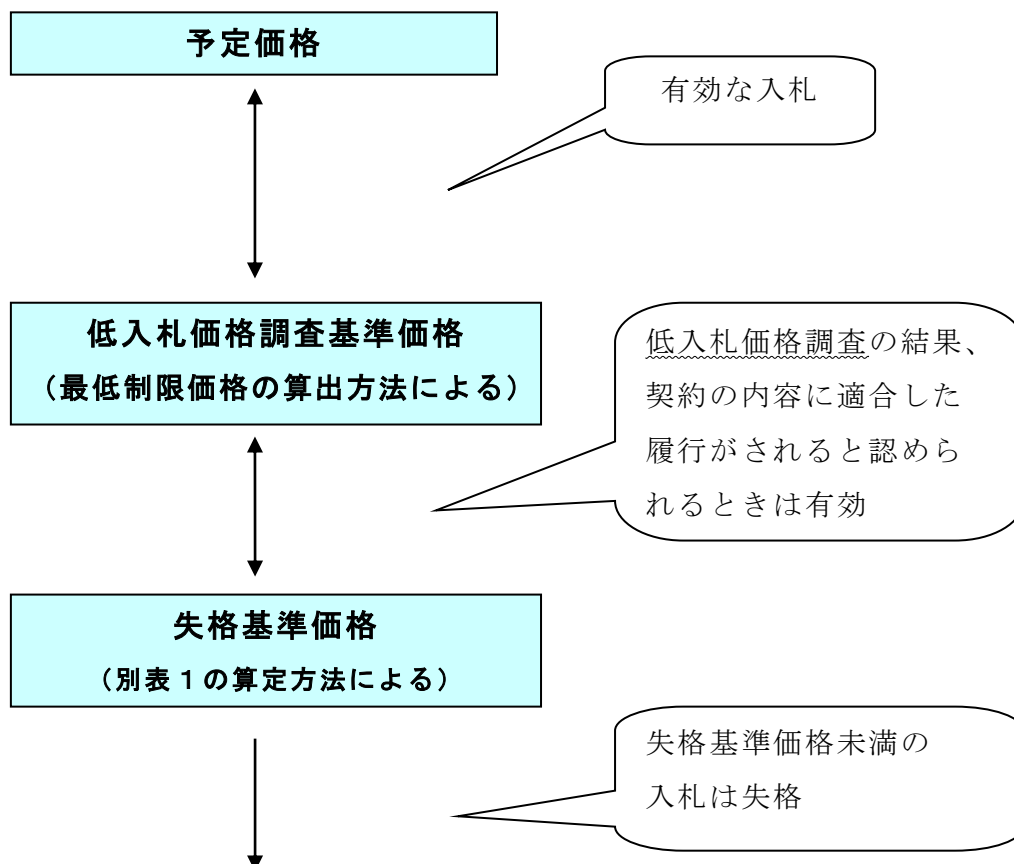 予定価格
有効な入札
低入札価格調査基準価格
（最低制限価格の算出方法による）
低入札価格調査の結果、
契約の内容に適合した
履行がされると認めら
れるときは有効
失格基準価格
（別表１の算定方法による）
失格基準価格未満の
入札は失格